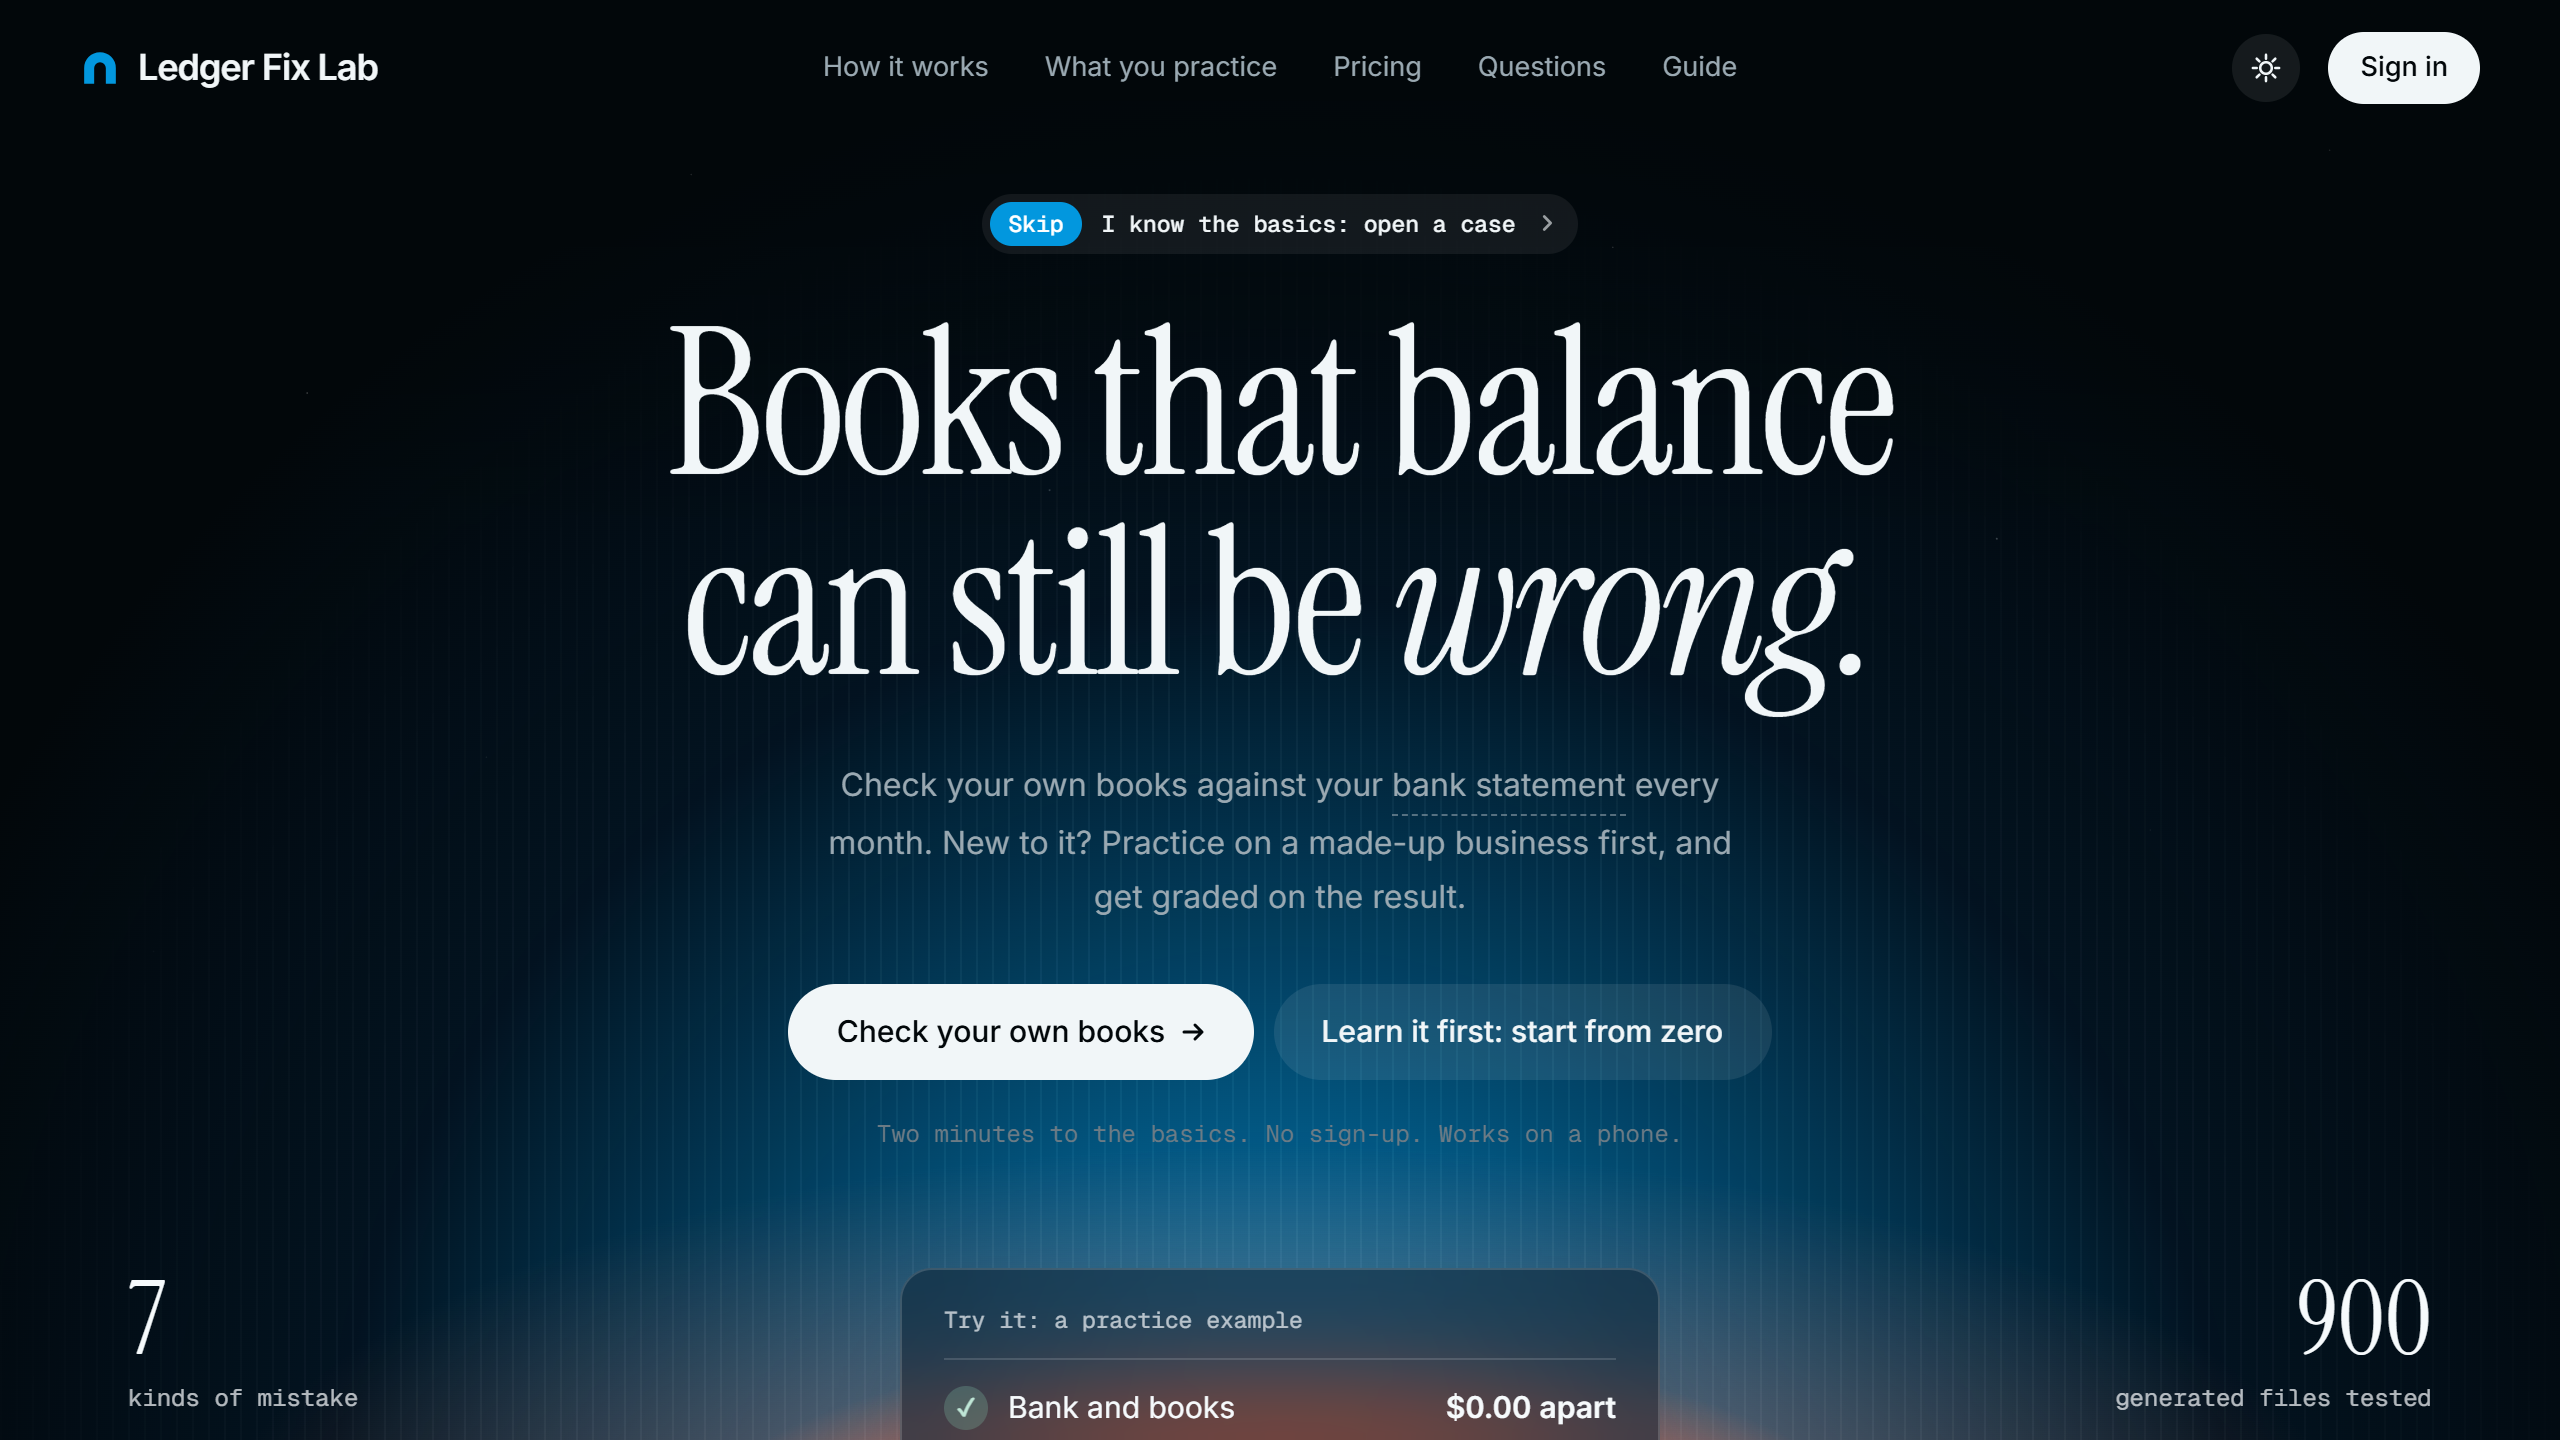 Ledger Fix Lab
How it works
What you practice
Pricing
Questions
Guide
Sign in
Skip I know the basics: open a case
Books that balance
can still be wrong.
Check your own books against your bank statement every
month. New to it? Practice on a made-up business first, and
get graded on the result.
Check your own books →
Learn it first: start from zero
Two minutes to the basics. No sign-up. Works on a phone.
7
kinds of mistake
Try it: a practice example
Bank and books $0.00 apart
900
generated files tested